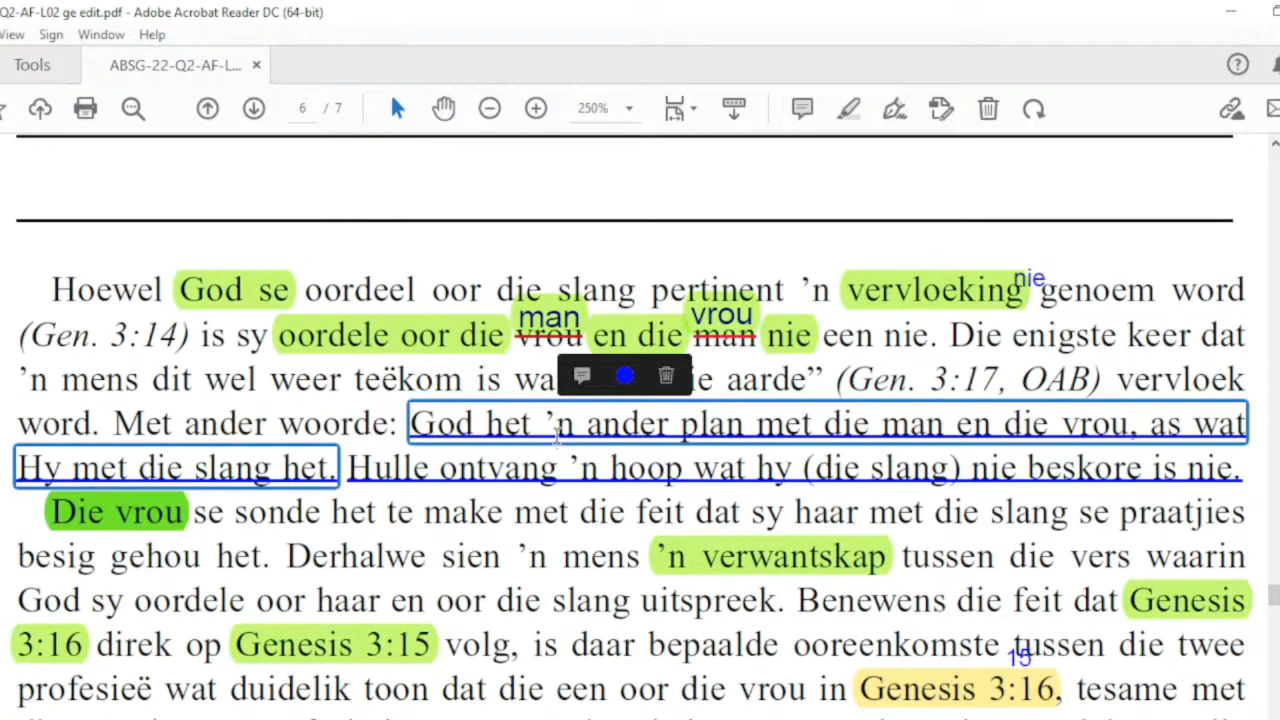 Q2-AF-L02 ge edit.pdf - Adobe Acrobat Reader DC (64-bit)
View Sign Window Help
Tools ABSG-22-Q2-AF-L... ×
6 / 7 250%
Hoewel God se oordeel oor die slang pertinent ’n vervloeking nie genoem word
man vrou
(Gen. 3:14) is sy oordele oor die vrou en die man nie een nie. Die enigste keer dat
’n mens dit wel weer teëkom is wa ie aarde” (Gen. 3:17, OAB) vervloek
word. Met ander woorde: God het ’n ander plan met die man en die vrou, as wat
Hy met die slang het. Hulle ontvang ’n hoop wat hy (die slang) nie beskore is nie.
Die vrou se sonde het te make met die feit dat sy haar met die slang se praatjies
besig gehou het. Derhalwe sien ’n mens ’n verwantskap tussen die vers waarin
God sy oordele oor haar en oor die slang uitspreek. Benewens die feit dat Genesis
3:16 direk op Genesis 3:15 volg, is daar bepaalde ooreenkomste tussen die twee
15
profesieë wat duidelik toon dat die een oor die vrou in Genesis 3:16, tesame met